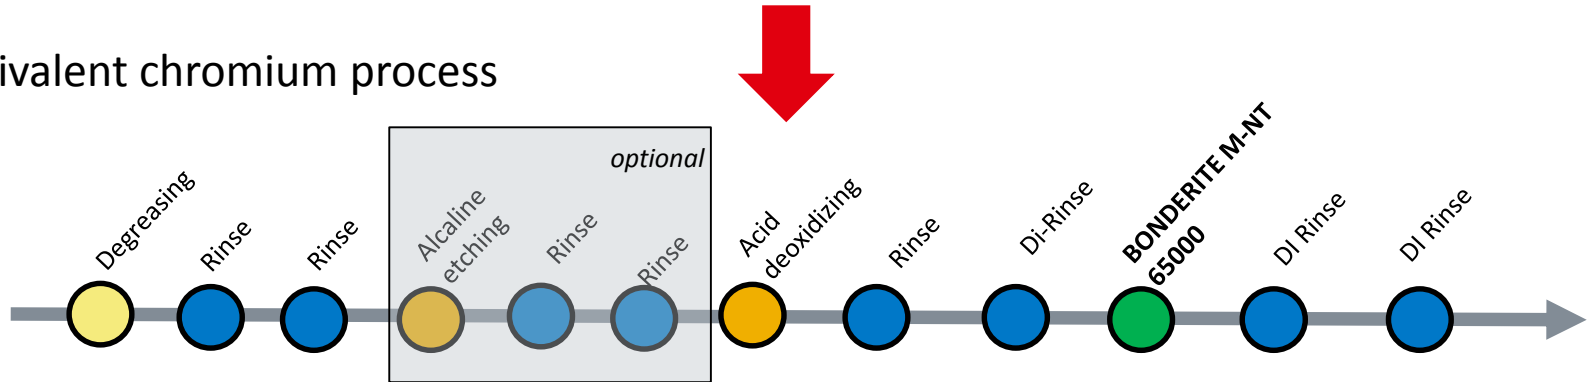 ivalent chromium process
optional
Degreasing
Rinse
Rinse
Alcaline
etching
Rinse
Rinse
Acid
deoxidizing
Rinse
Di-Rinse
BONDERITE M-NT
65000
DI Rinse
DI Rinse